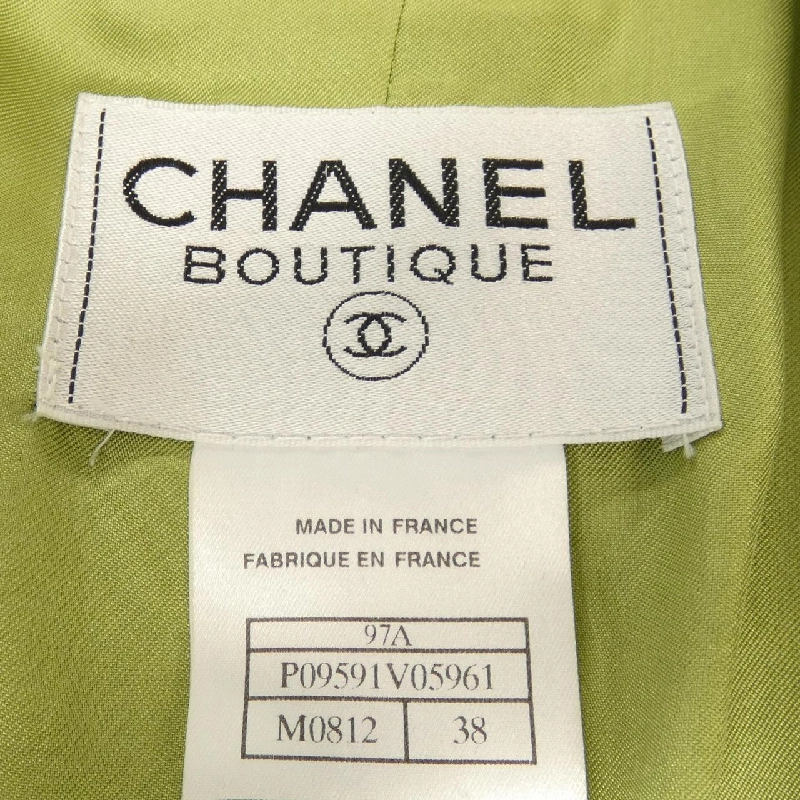 CHANEL
BOUTIQUE
MADE IN FRANCE
FABRIQUE EN FRANCE
97A
P09591V05961
M0812 38